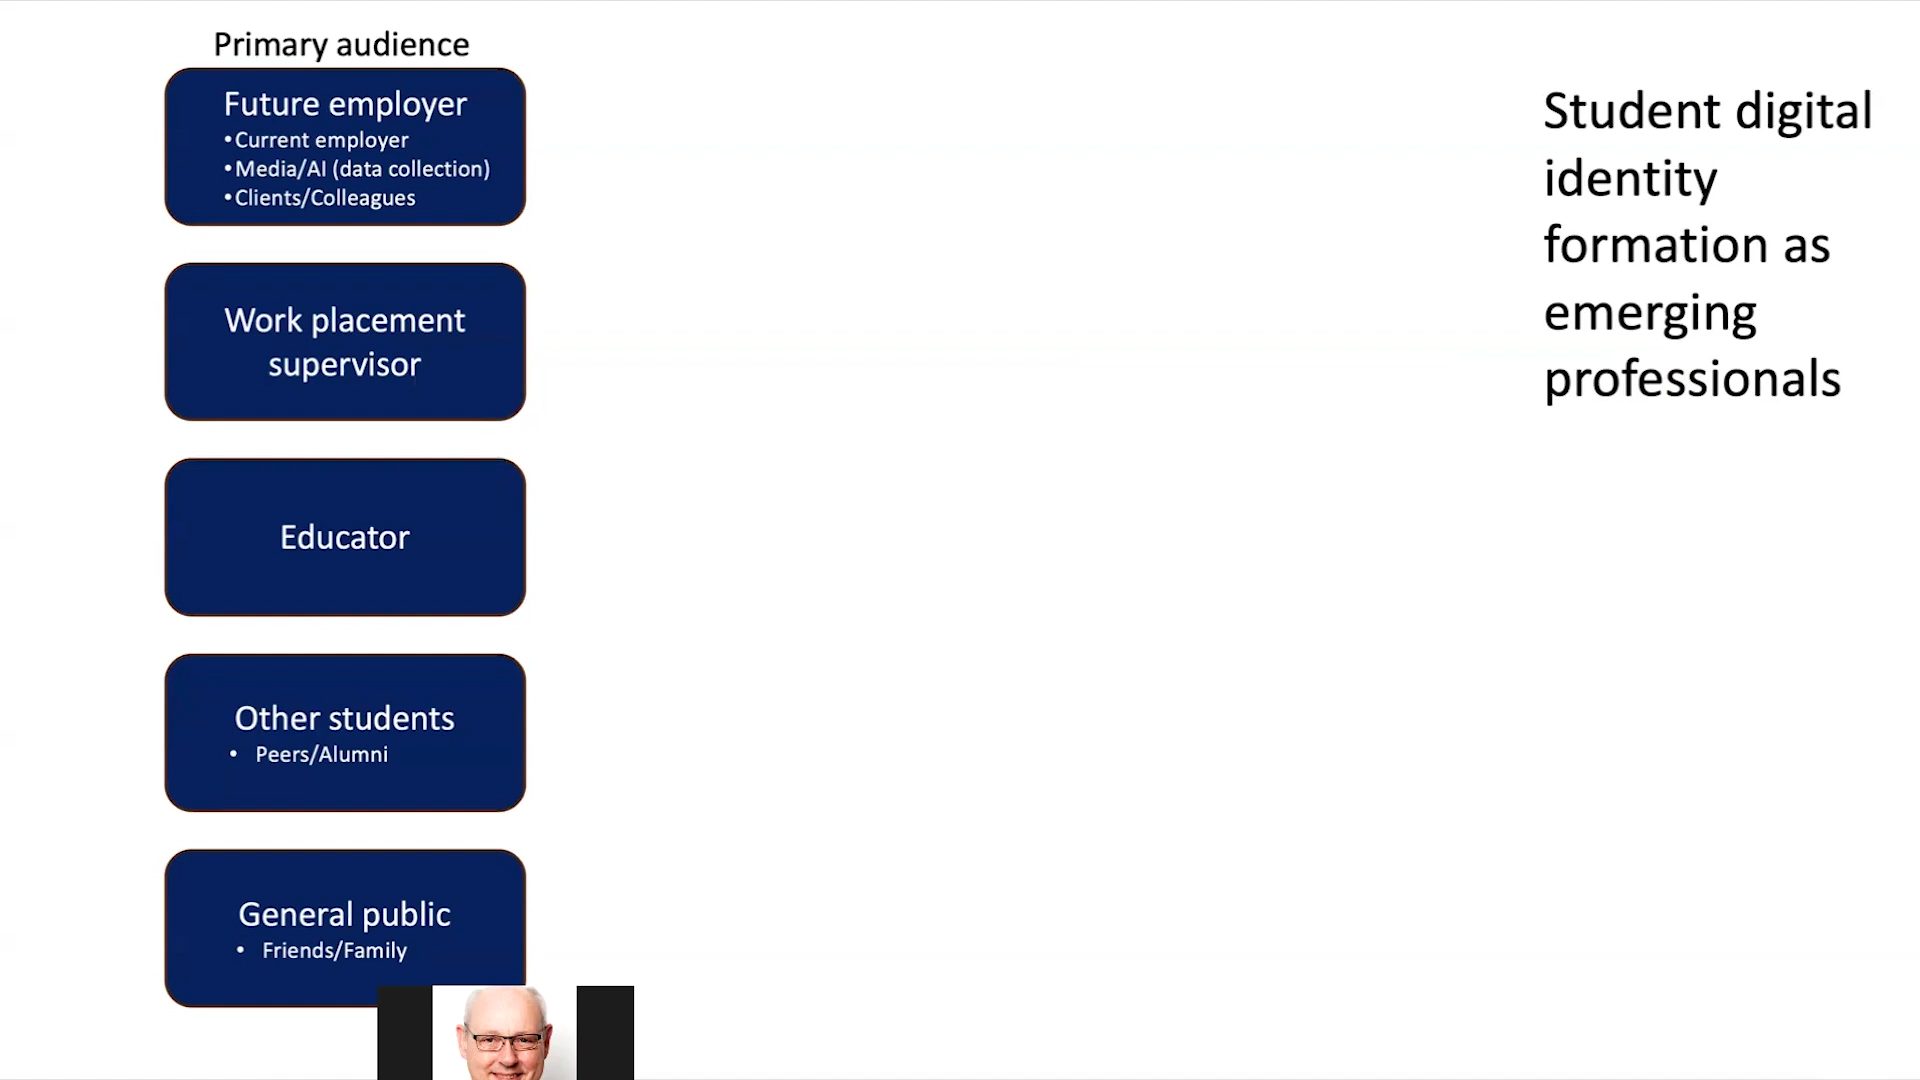 Primary audience
Future employer
•Current employer
•Media/AI (data collection)
•Clients/Colleagues
Work placement
supervisor
Educator
Other students
• Peers/Alumni
General public
• Friends/Family
Student digital
identity
formation as
emerging
professionals